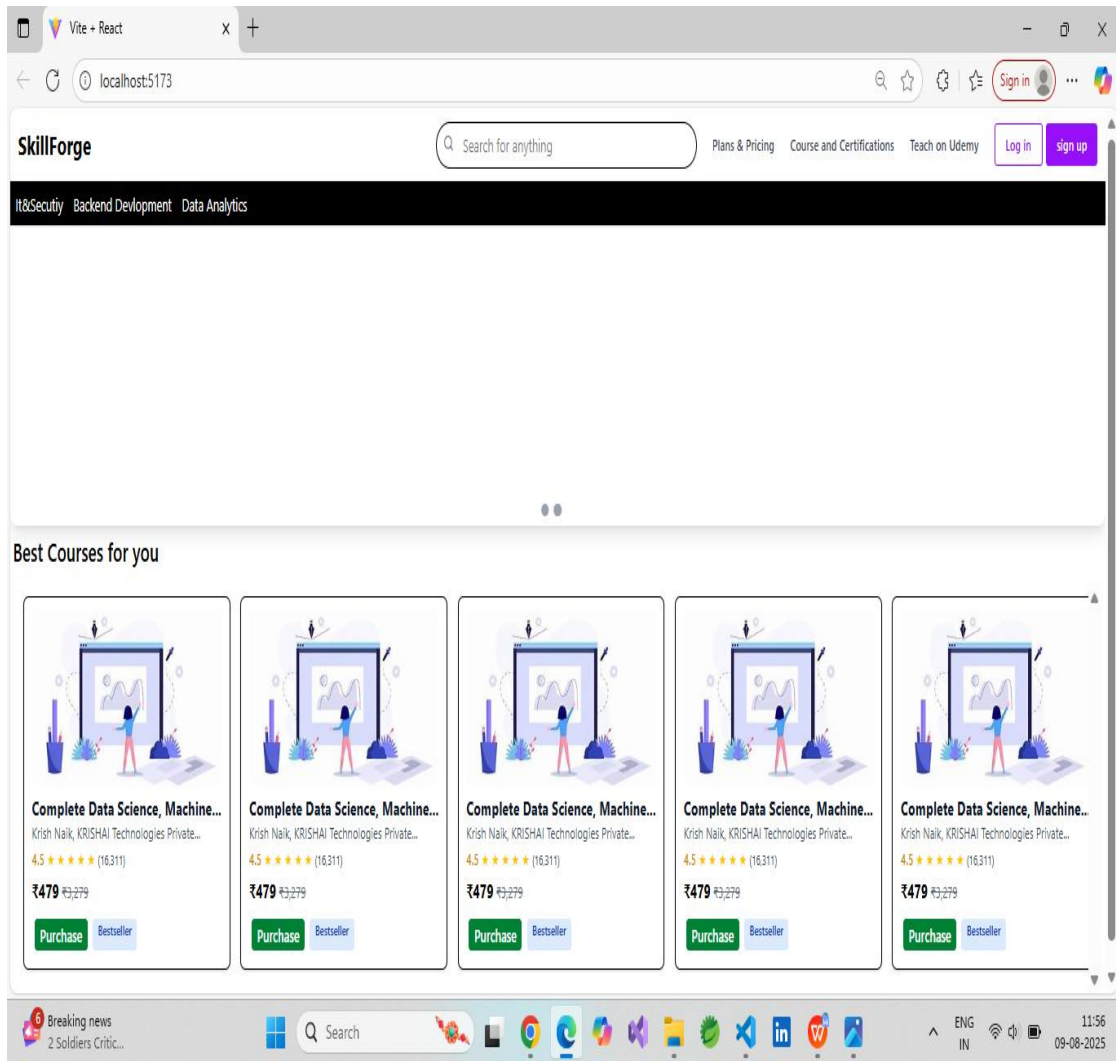 Vite + React
localhost:5173
Sign in
SkillForge
Search for anything
Plans & Pricing
Course and Certifications
Teach on Udemy
Log in
sign up
It&Secutiy Backend Devlopment Data Analytics
Best Courses for you
Complete Data Science, Machine...
Krish Naik, KRISHAI Technologies Private...
4.5 ★★★★★ (16,311)
₹479 ₹3,279
Purchase Bestseller
Complete Data Science, Machine...
Krish Naik, KRISHAI Technologies Private...
4.5 ★★★★★ (16,311)
₹479 ₹3,279
Purchase Bestseller
Complete Data Science, Machine...
Krish Naik, KRISHAI Technologies Private...
4.5 ★★★★★ (16,311)
₹479 ₹3,279
Purchase Bestseller
Complete Data Science, Machine...
Krish Naik, KRISHAI Technologies Private...
4.5 ★★★★★ (16,311)
₹479 ₹3,279
Purchase Bestseller
Complete Data Science, Machine...
Krish Naik, KRISHAI Technologies Private...
4.5 ★★★★★ (16,311)
₹479 ₹3,279
Purchase Bestseller
6
Breaking news
2 Soldiers Critic...
Search
in
W
ENG
IN
11:56
09-08-2025